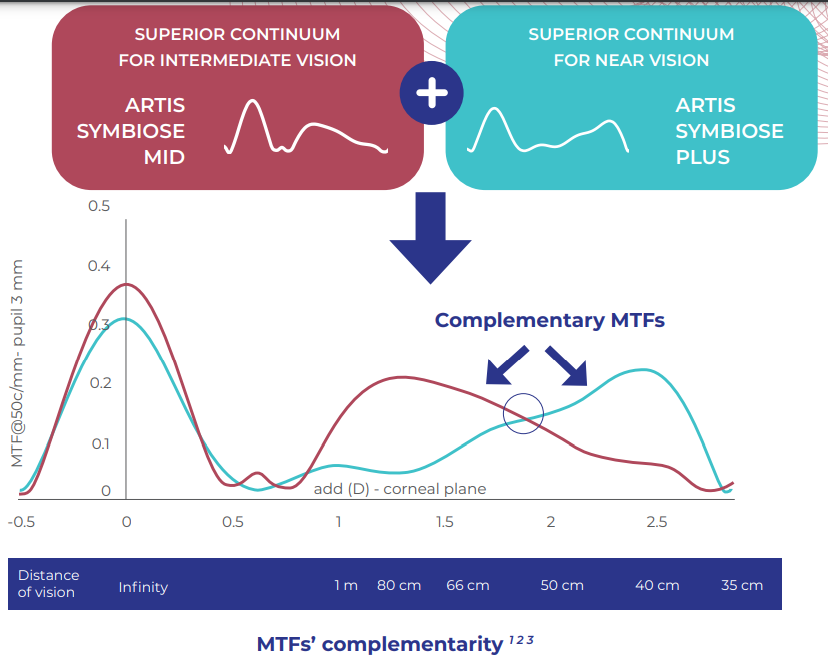 SUPERIOR CONTINUUM
FOR INTERMEDIATE VISION
ARTIS
SYMBIOSE
MID
SUPERIOR CONTINUUM
FOR NEAR VISION
ARTIS
SYMBIOSE
PLUS
MTF@50c/mm- pupil 3 mm
0.5
0.4
0.3
0.2
0.1
0
Complementary MTFs
add (D) - corneal plane
-0.5 0 0.5 1 1.5 2 2.5
Distance
of vision
Infinity 1 m 80 cm 66 cm 50 cm 40 cm 35 cm
MTFs' complementarity 1 2 3